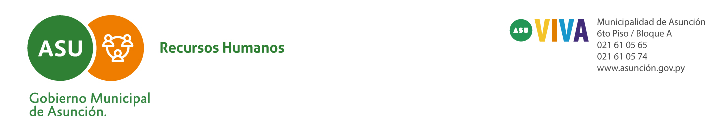 ASU
Recursos Humanos
Gobierno Municipal
de Asunción.
ASU VIVA
Municipalidad de Asunción
6to Piso / Bloque A
021 61 05 65
021 61 05 74
www.asunción.gov.py